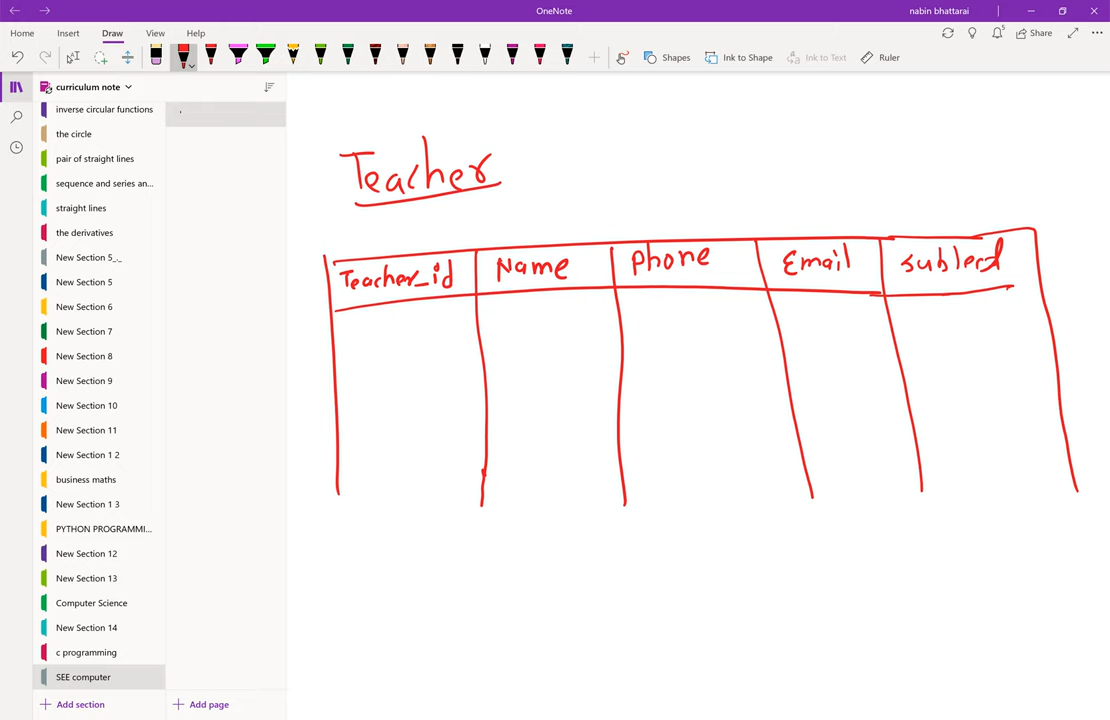 OneNote
nabin bhattarai
Home Insert Draw View Help
Share
Shapes Ink to Shape Ink to Text Ruler
curriculum note
inverse circular functions
the circle
pair of straight lines
sequence and series an...
straight lines
the derivatives
New Section 5_._
New Section 5
New Section 6
New Section 7
New Section 8
New Section 9
New Section 10
New Section 11
New Section 1 2
business maths
New Section 1 3
PYTHON PROGRAMMI...
New Section 12
New Section 13
Computer Science
New Section 14
c programming
SEE computer
Add section Add page
Teacher
Teacher_id Name Phone Email